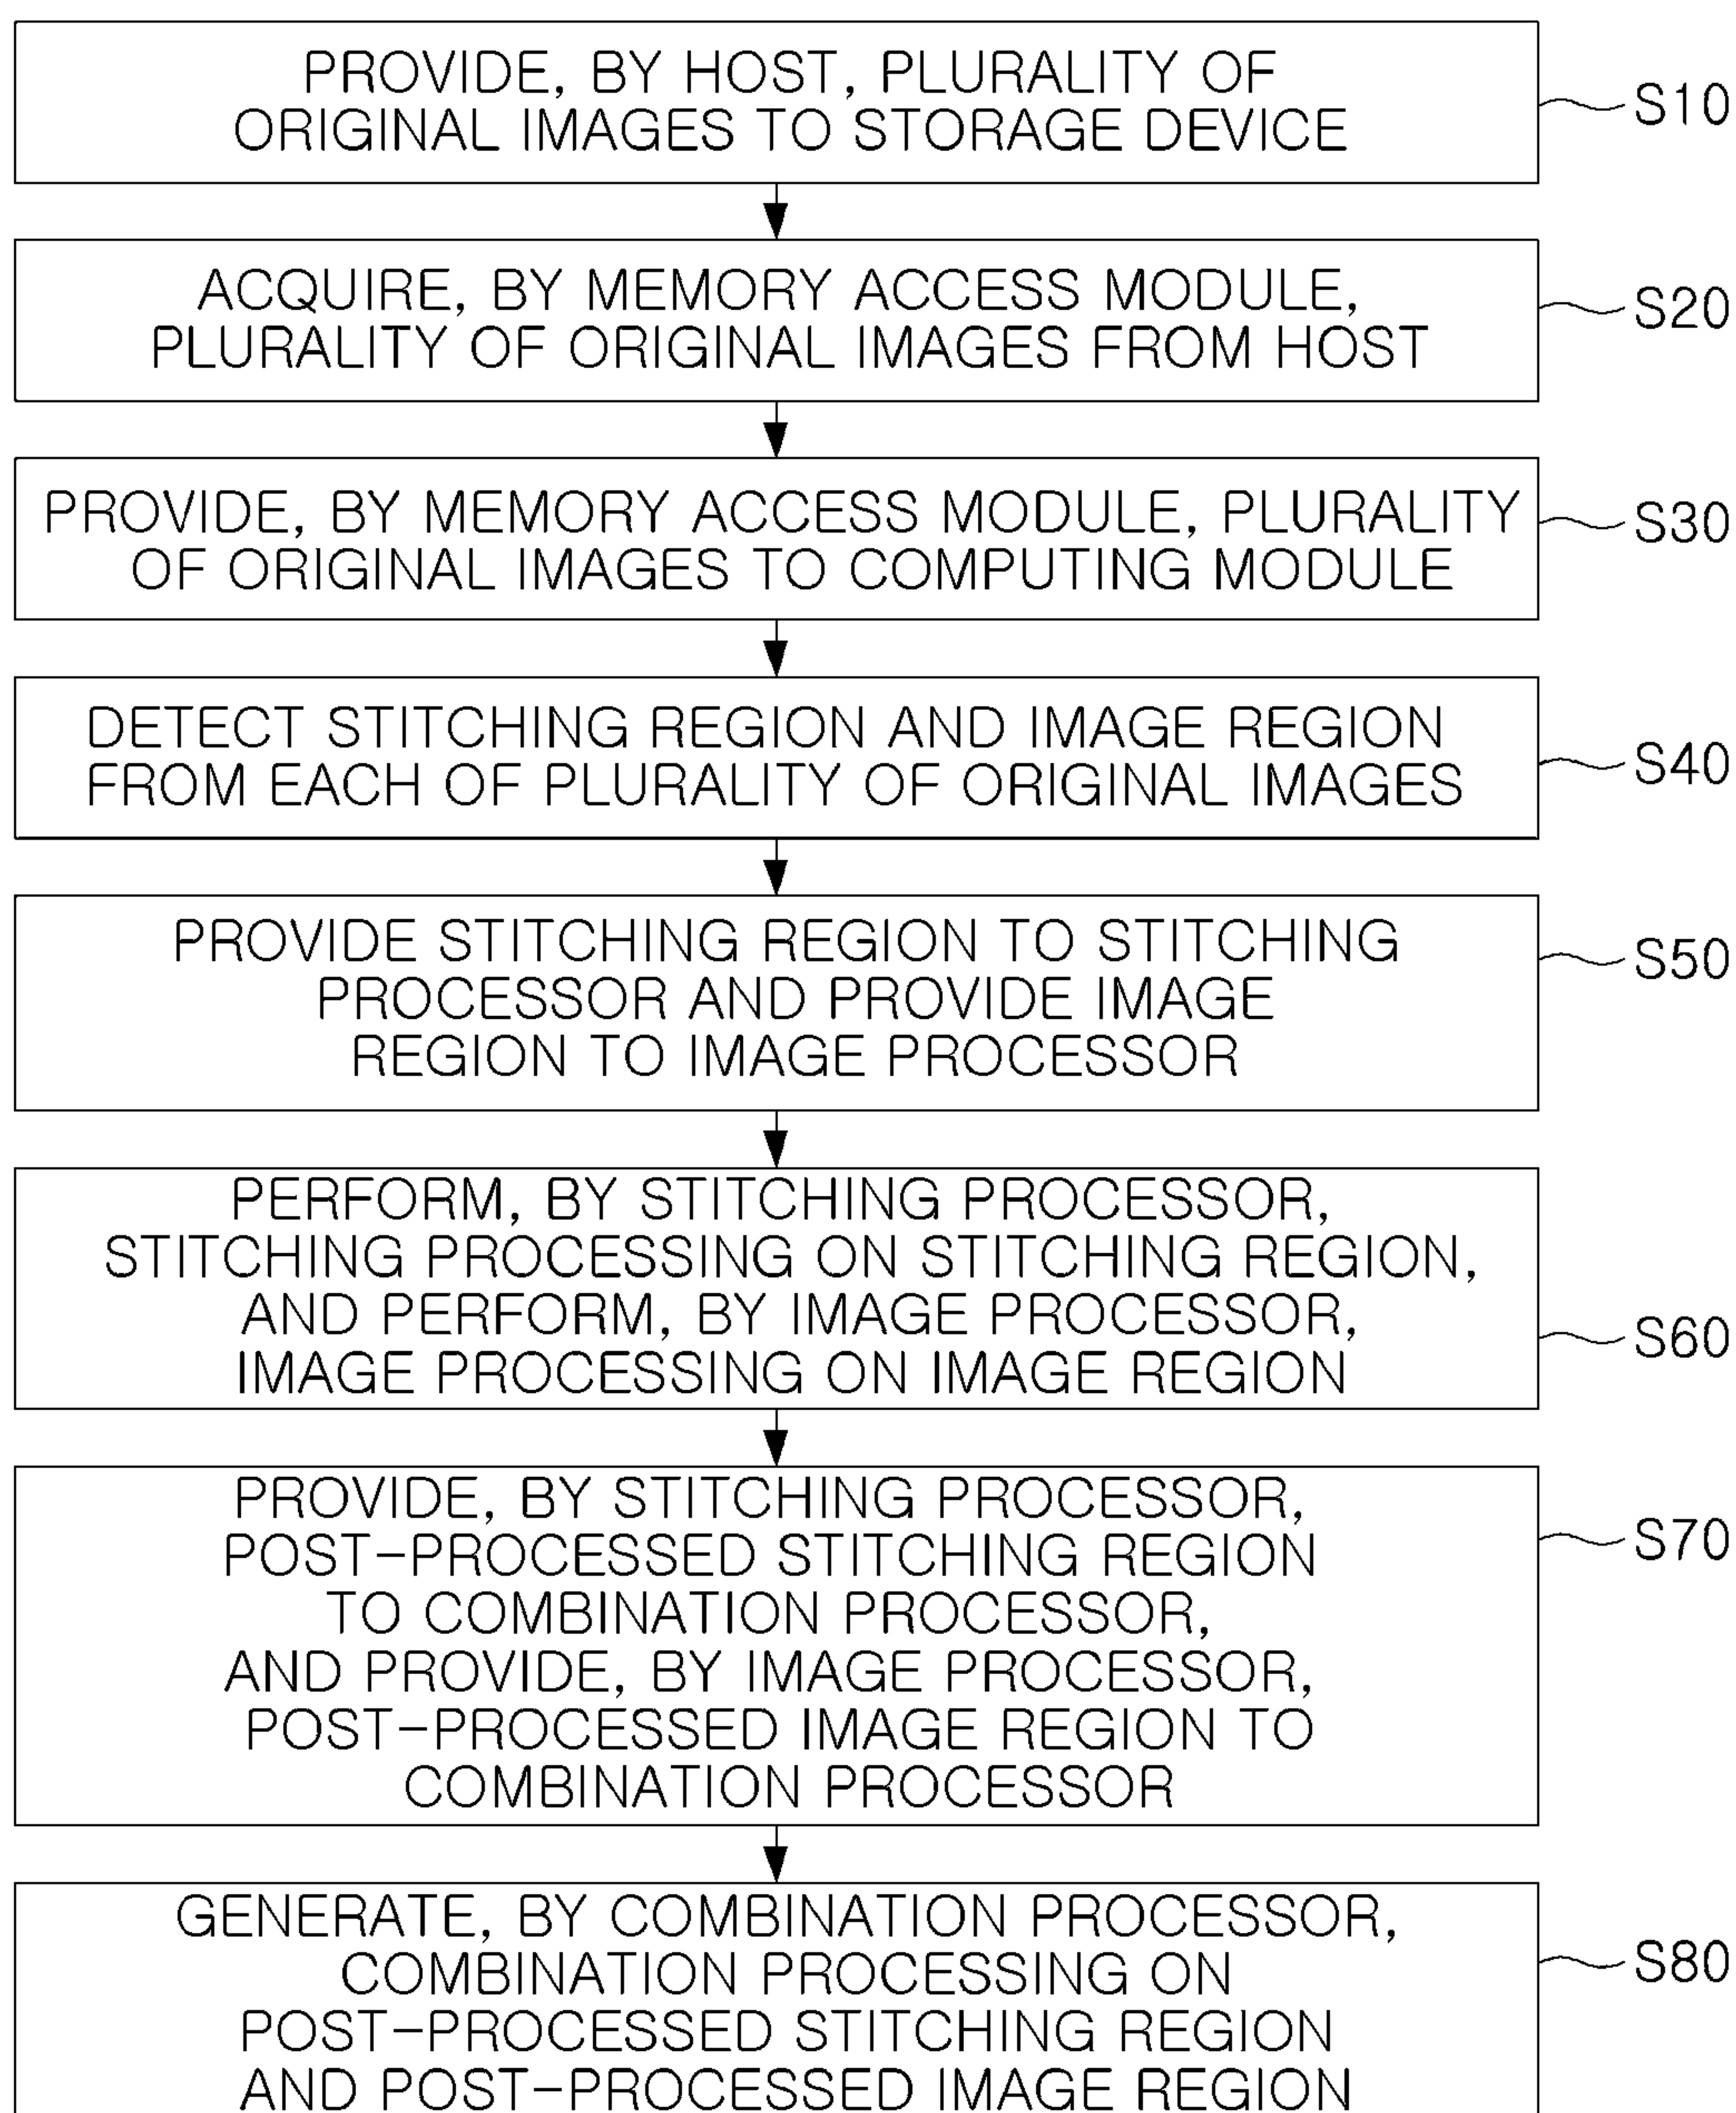 PROVIDE, BY HOST, PLURALITY OF
ORIGINAL IMAGES TO STORAGE DEVICE
S10
ACQUIRE, BY MEMORY ACCESS MODULE,
PLURALITY OF ORIGINAL IMAGES FROM HOST
S20
PROVIDE, BY MEMORY ACCESS MODULE, PLURALITY
OF ORIGINAL IMAGES TO COMPUTING MODULE
S30
DETECT STITCHING REGION AND IMAGE REGION
FROM EACH OF PLURALITY OF ORIGINAL IMAGES
S40
PROVIDE STITCHING REGION TO STITCHING
PROCESSOR AND PROVIDE IMAGE
REGION TO IMAGE PROCESSOR
S50
PERFORM, BY STITCHING PROCESSOR,
STITCHING PROCESSING ON STITCHING REGION,
AND PERFORM, BY IMAGE PROCESSOR,
IMAGE PROCESSING ON IMAGE REGION
S60
PROVIDE, BY STITCHING PROCESSOR,
POST-PROCESSED STITCHING REGION
TO COMBINATION PROCESSOR,
AND PROVIDE, BY IMAGE PROCESSOR,
POST-PROCESSED IMAGE REGION TO
COMBINATION PROCESSOR
S70
GENERATE, BY COMBINATION PROCESSOR,
COMBINATION PROCESSING ON
POST-PROCESSED STITCHING REGION
AND POST-PROCESSED IMAGE REGION
S80